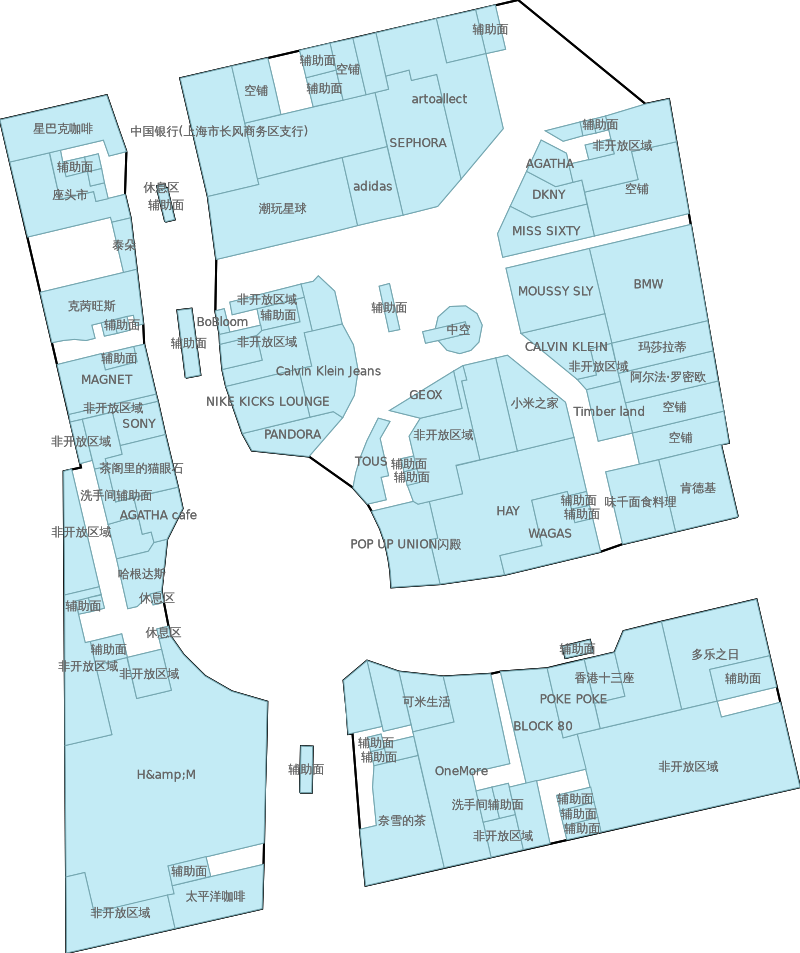 辅助面
辅助面
空铺
空铺
辅助面
artoallect
星巴克咖啡
中国银行(上海市长风商务区支行)
辅助面
SEPHORA
非开放区域
AGATHA
辅助面
座头市
休息区
辅助面
adidas
潮玩星球
DKNY
空铺
MISS SIXTY
泰朵
MOUSSY SLY
BMW
克茵旺斯
非开放区域
辅助面
辅助面
BoBloom
辅助面
中空
辅助面
非开放区域
CALVIN KLEIN
玛莎拉蒂
辅助面
MAGNET
Calvin Klein Jeans
非开放区域
阿尔法·罗密欧
NIKE KICKS LOUNGE
GEOX
小米之家
Timber land
空铺
非开放区域
SONY
PANDORA
非开放区域
空铺
非开放区域
茶阁里的猫眼石
TOUS
辅助面
辅助面
洗手间
辅助面
肯德基
辅助面
味千面食料理
AGATHA cafe
HAY
辅助面
非开放区域
POP UP UNION闪殿
WAGAS
哈根达斯
休息区
辅助面
休息区
辅助面
辅助面
非开放区域
非开放区域
多乐之日
香港十三座
辅助面
可米生活
POKE POKE
BLOCK 80
辅助面
辅助面
H&amp;M
辅助面
OneMore
非开放区域
洗手间
辅助面
辅助面
辅助面
奈雪的茶
辅助面
非开放区域
辅助面
太平洋咖啡
非开放区域